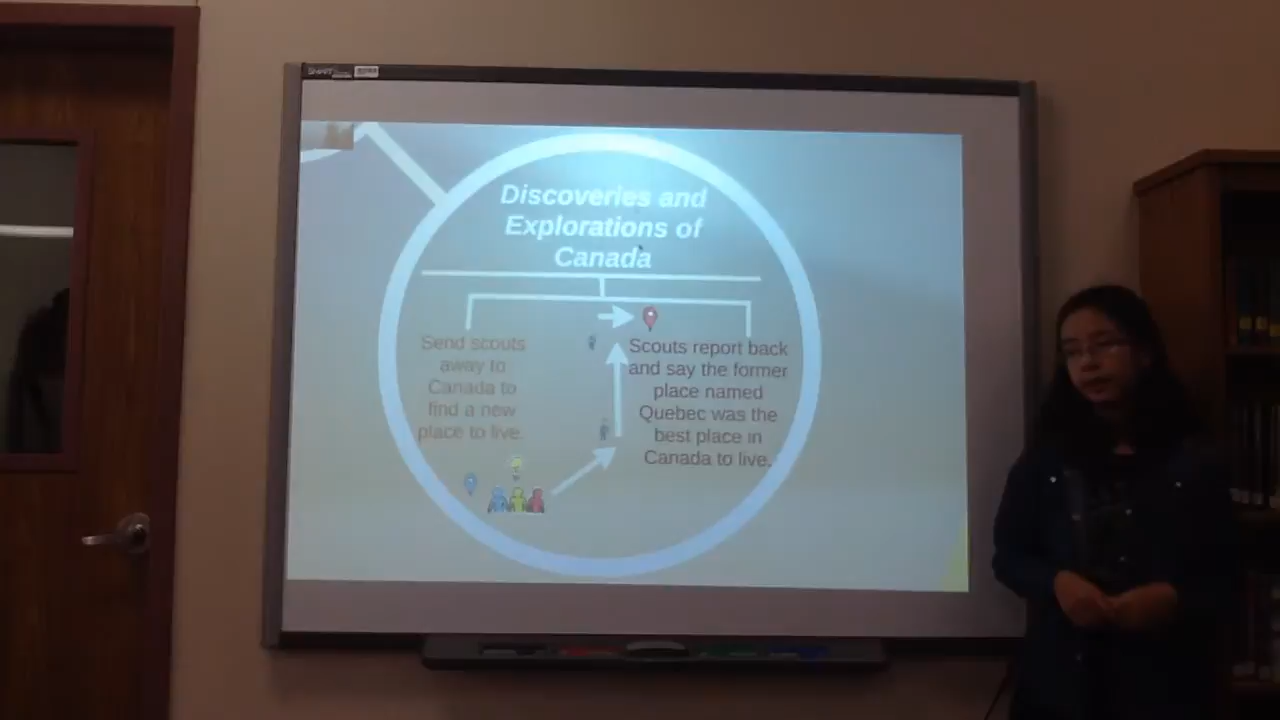 SMART
Discoveries and
Explorations of
Canada
Send scouts
away to
Canada to
find a new
place to live.
Scouts report back
and say the former
place named
Quebec was the
best place in
Canada to live.